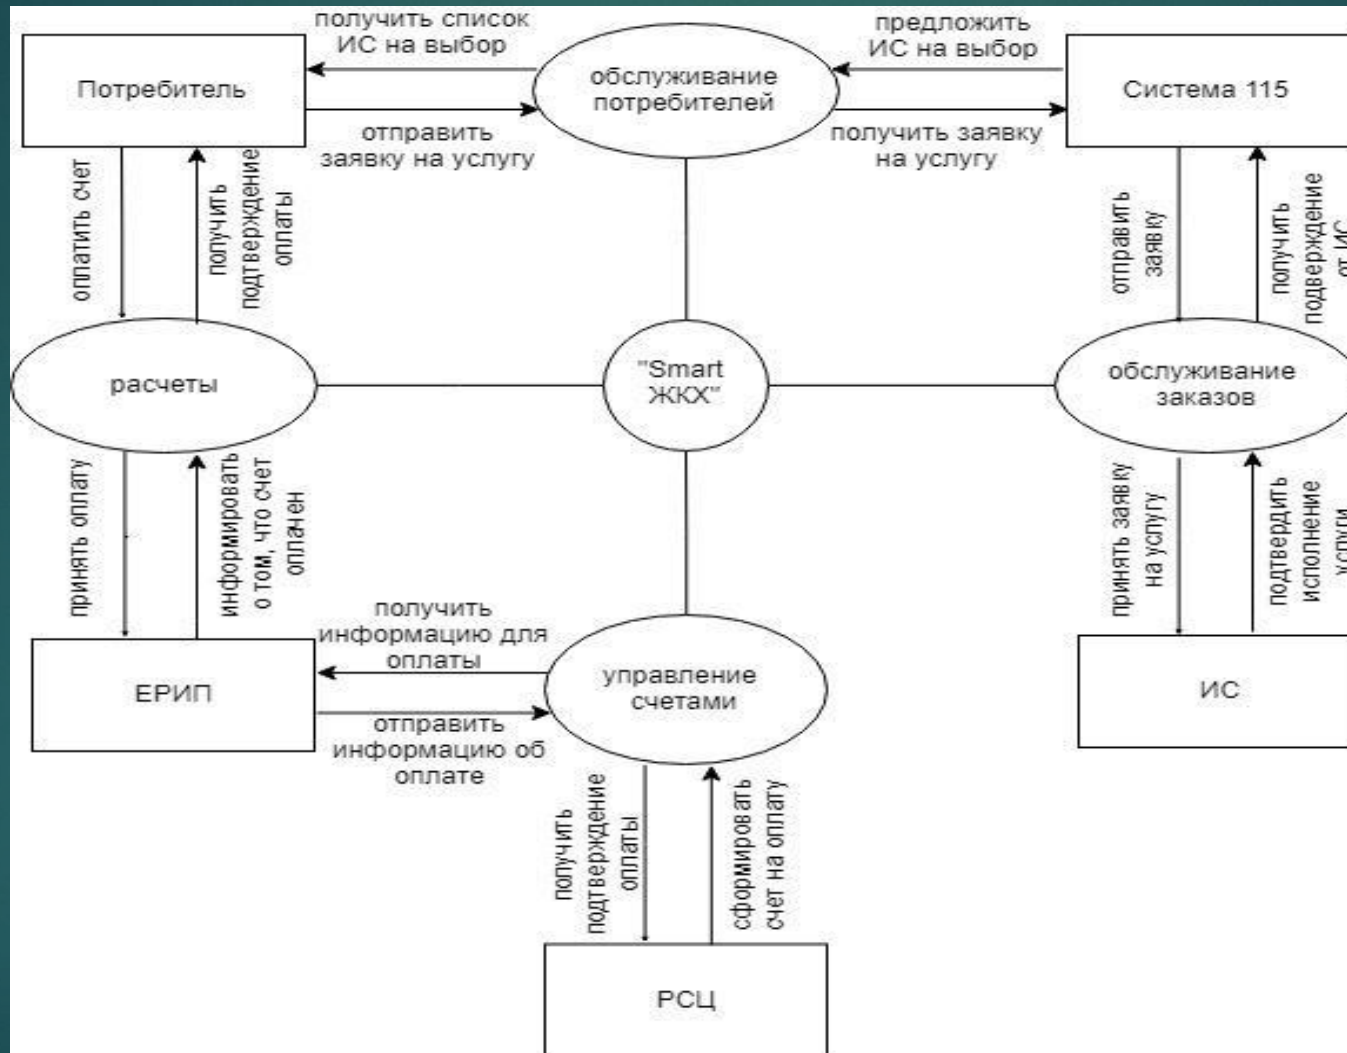 получить список
ИС на выбор
предложить
ИС на выбор
Потребитель
обслуживание
потребителей
Система 115
отправить
заявку на услугу
получить заявку
на услугу
оплатить счет
получить
подтверждение
оплаты
отправить
заявку
получить
подверждение
от ИС
расчеты
"Smart
ЖКХ"
обслуживание
заказов
принять оплату
информировать
о том, что счет
оплачен
принять заявку
на услугу
подтвердить
исполнение
услуги
получить
информацию для
оплаты
ЕРИП
управление
счетами
ИС
отправить
информацию об
оплате
получить
подтверждение
оплаты
сформировать
счет на оплату
РСЦ